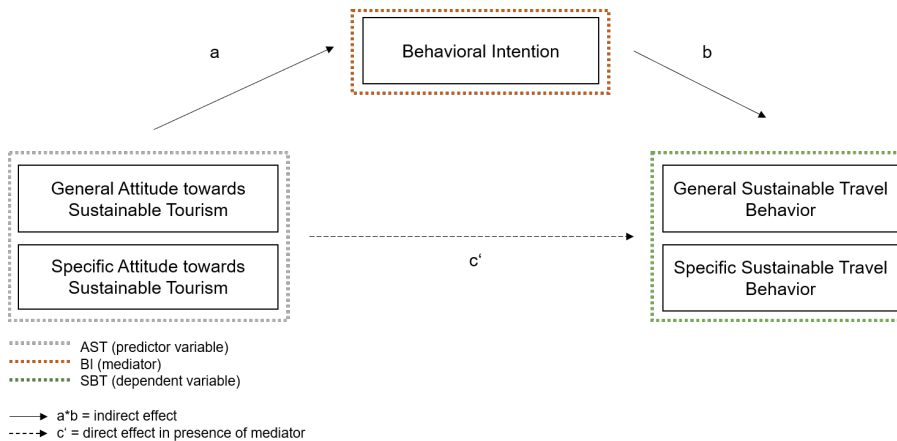 a
Behavioral Intention
b
General Attitude towards
Sustainable Tourism
Specific Attitude towards
Sustainable Tourism
c‘
General Sustainable Travel
Behavior
Specific Sustainable Travel
Behavior
AST (predictor variable)
BI (mediator)
SBT (dependent variable)
a*b = indirect effect
c‘ = direct effect in presence of mediator